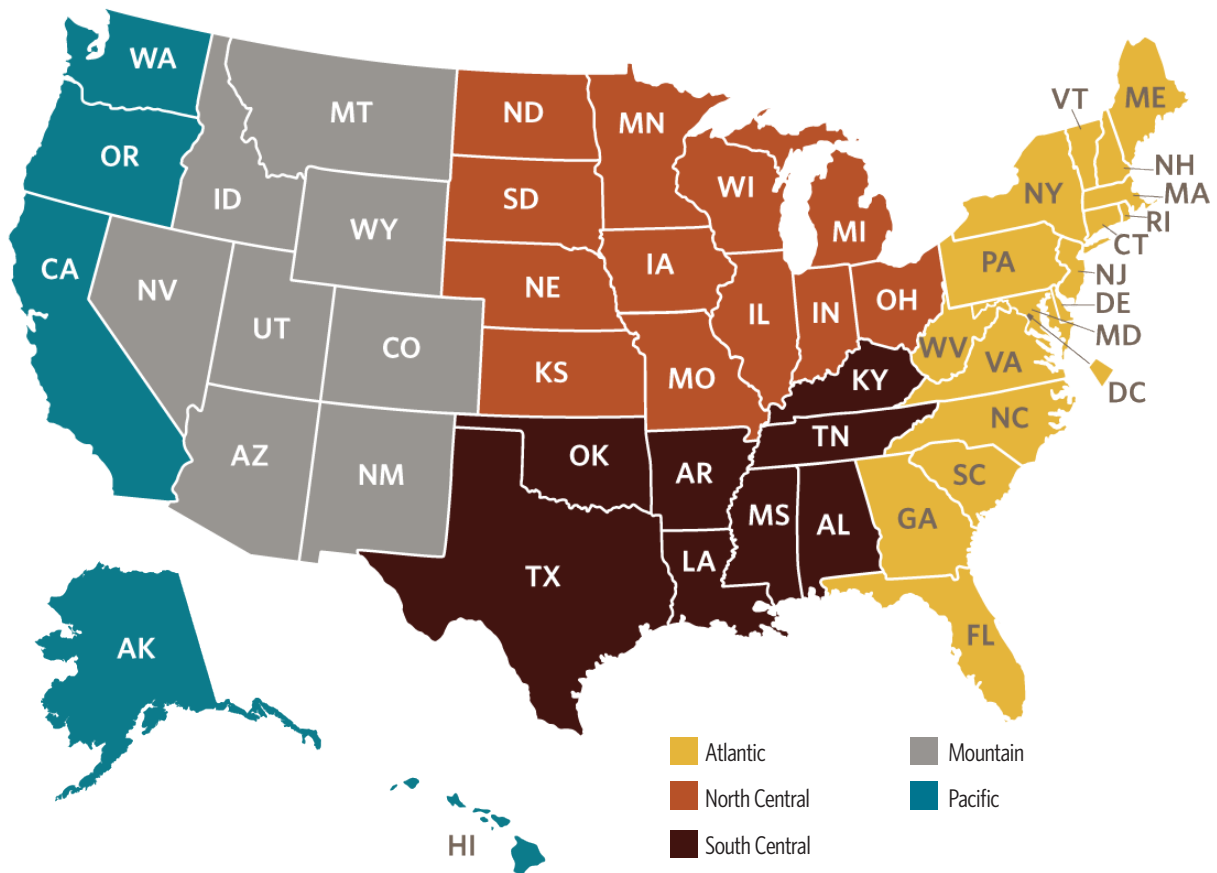 WA
OR
CA
MT
ID
WY
NV
UT
CO
AZ
NM
ND
SD
NE
KS
MN
IA
MO
WI
IL
MI
IN
OH
OK
TX
AR
LA
MS
AL
TN
KY
VT
ME
NH
MA
RI
CT
NY
PA
NJ
DE
MD
DC
WV
VA
NC
SC
GA
FL
AK
HI
Atlantic
North Central
South Central
Mountain
Pacific